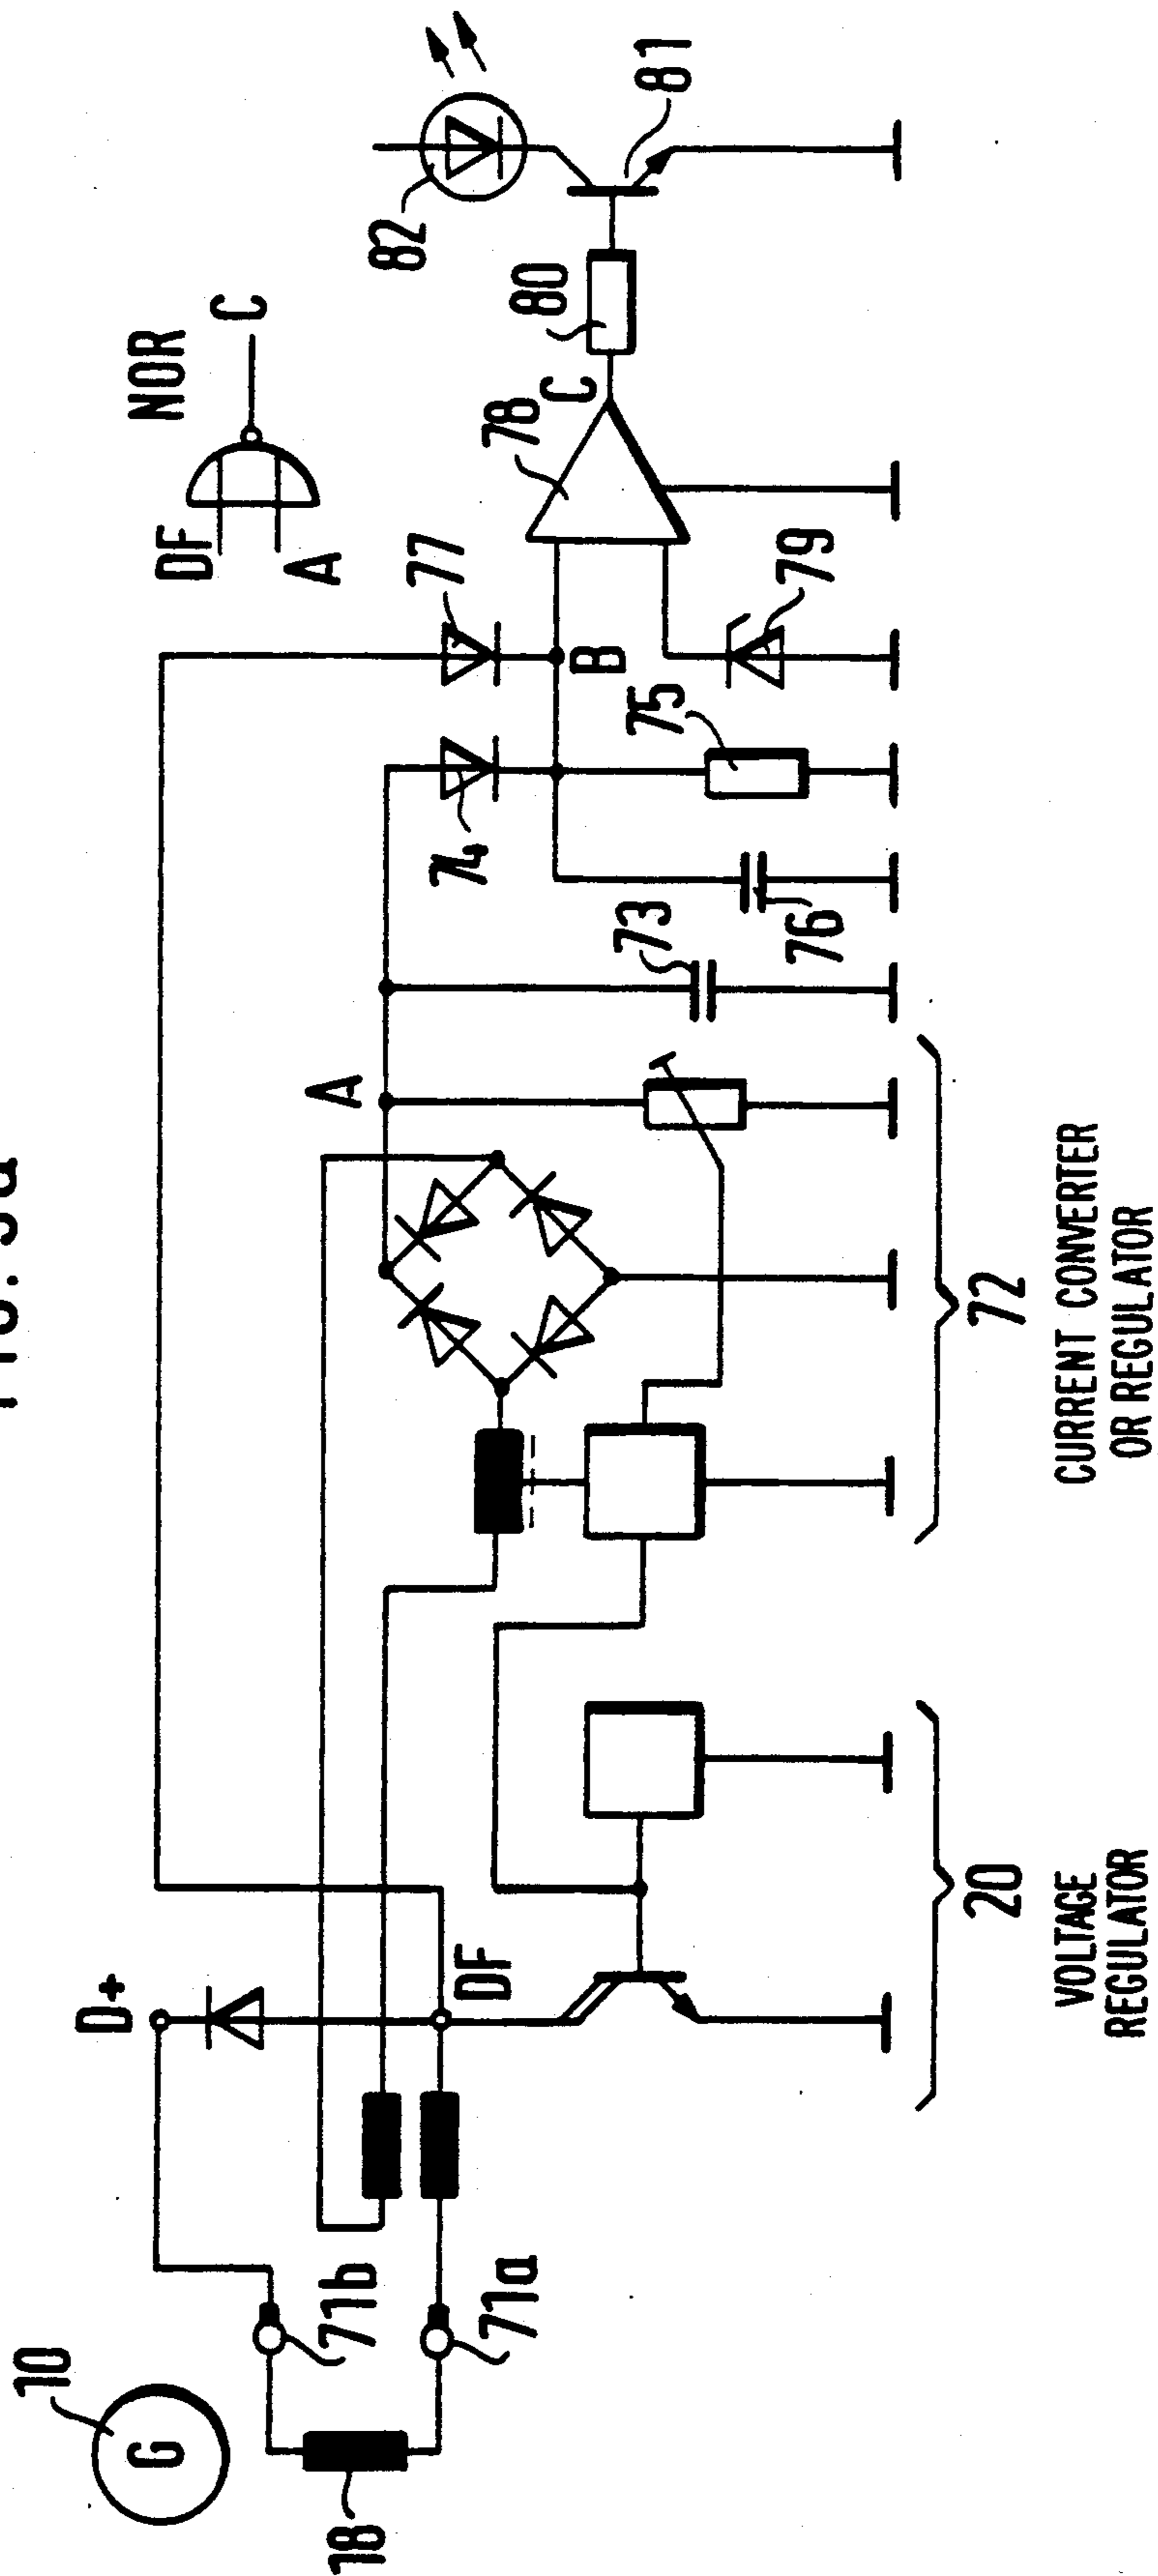 10
G
18
71b
71a
D+
DF
20
VOLTAGE
REGULATOR
72
CURRENT CONVERTER
OR REGULATOR
A
73
76
74
75
B
77
79
78
C
80
81
82
NOR
DF
A
C